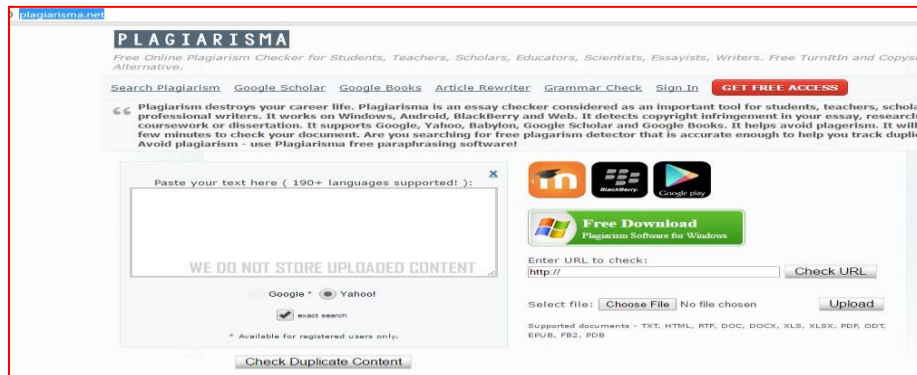 plagiarisma.net
PLAGIARISMA
Free Online Plagiarism Checker for Students, Teachers, Scholars, Educators, Scientists, Essayists, Writers. Free TurnItIn and Copysc
Alternative.
Search Plagiarism Google Scholar Google Books Article Rewriter Grammar Check Sign In GET FREE ACCESS
“ Plagiarism destroys your career life. Plagiarisma is an essay checker considered as an important tool for students, teachers, schola
professional writers. It works on Windows, Android, BlackBerry and Web. It detects copyright infringement in your essay, research
coursework or dissertation. It supports Google, Yahoo, Babylon, Google Scholar and Google Books. It helps avoid plagerism. It will
few minutes to check your document. Are you searching for free plagarism detector that is accurate enough to help you track duplic
Avoid plagiarism - use Plagiarisma free paraphrasing software!
x
Paste your text here ( 190+ languages supported! ):
WE DO NOT STORE UPLOADED CONTENT
Google * Yahoo!
exact search
* Available for registered users only.
Check Duplicate Content
BlackBerry.
Google play
Free Download
Plagiarism Software for Windows
Enter URL to check:
http:// Check URL
Select file: Choose File No file chosen Upload
Supported documents - TXT, HTML, RTF, DOC, DOCX, XLS, XLSX, PDF, ODT,
EPUB, FB2, PDB